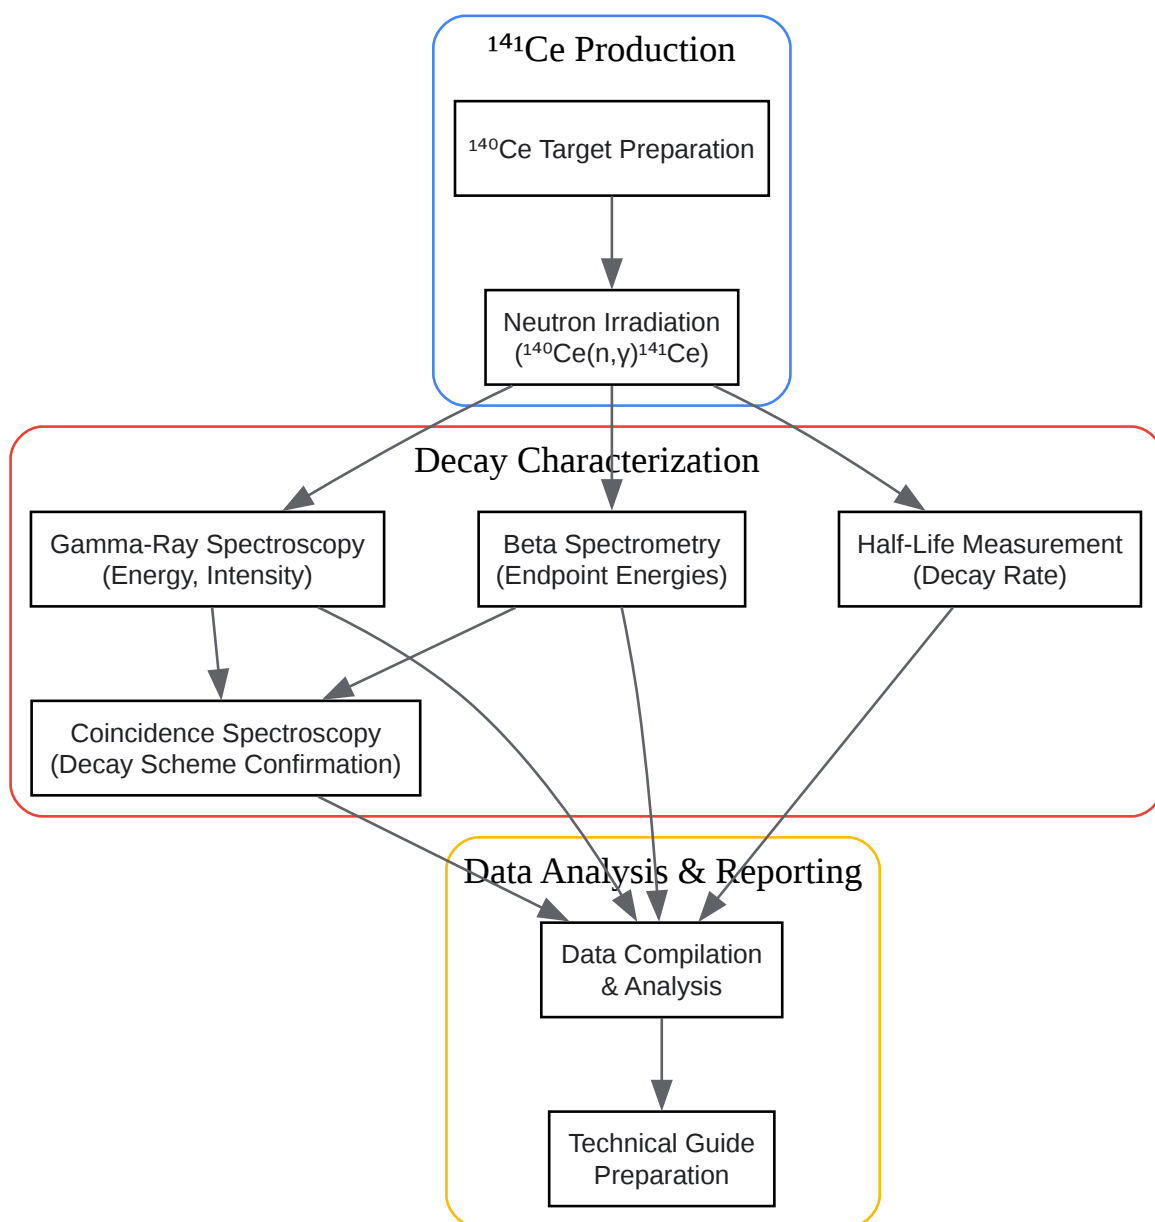 ¹⁴¹Ce Production
¹⁴⁰Ce Target Preparation
Neutron Irradiation
(¹⁴⁰Ce(n,γ)¹⁴¹Ce)
Decay Characterization
Gamma-Ray Spectroscopy
(Energy, Intensity)
Beta Spectrometry
(Endpoint Energies)
Half-Life Measurement
(Decay Rate)
Coincidence Spectroscopy
(Decay Scheme Confirmation)
Data Analysis & Reporting
Data Compilation
& Analysis
Technical Guide
Preparation